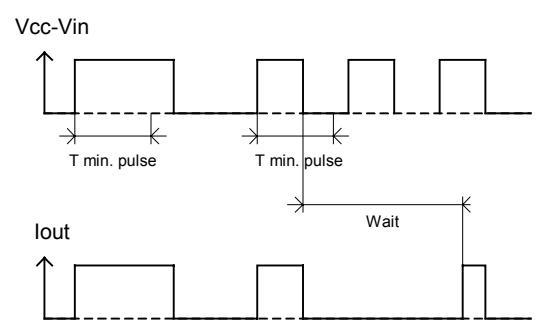 Vcc-Vin
T min. pulse
T min. pulse
Wait
Iout